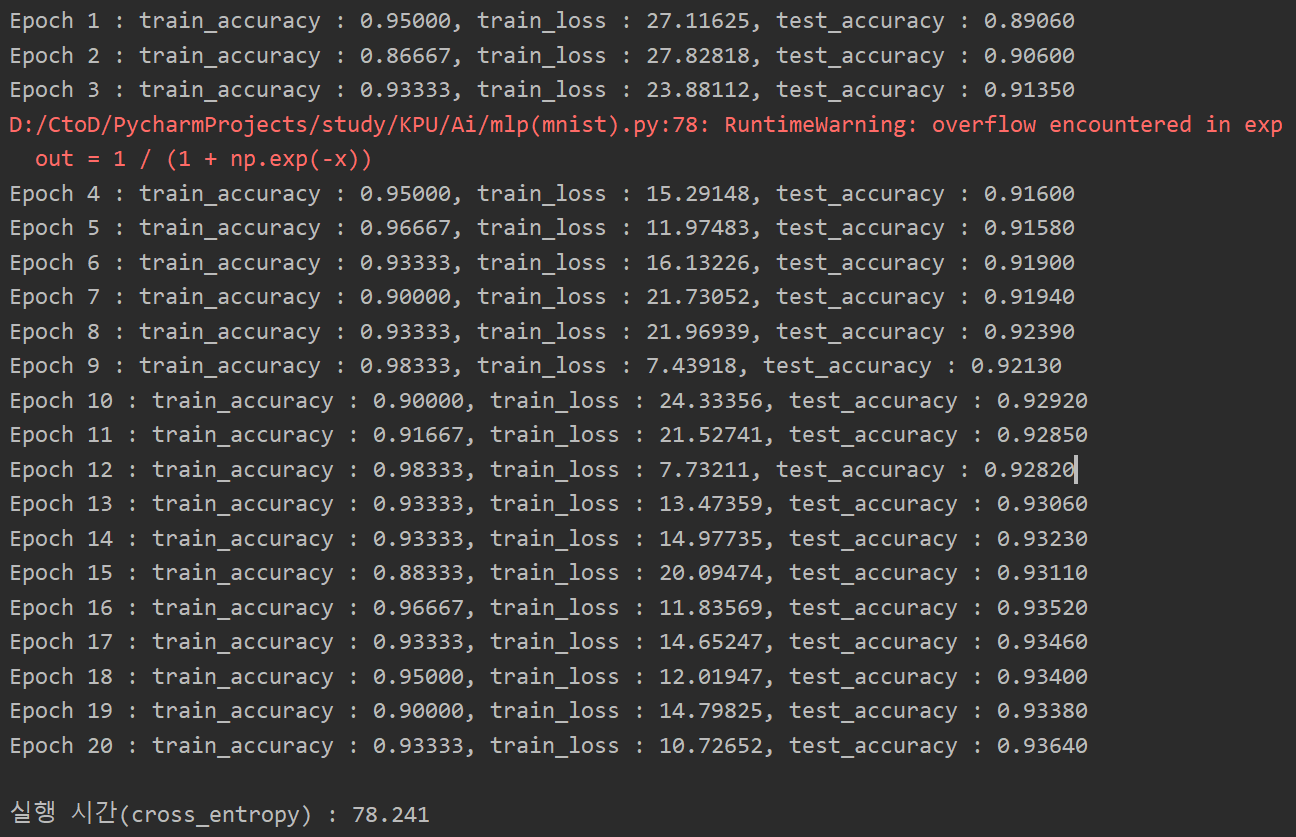 Epoch 1 : train_accuracy : 0.95000, train_loss : 27.11625, test_accuracy : 0.89060
Epoch 2 : train_accuracy : 0.86667, train_loss : 27.82818, test_accuracy : 0.90600
Epoch 3 : train_accuracy : 0.93333, train_loss : 23.88112, test_accuracy : 0.91350
D:/CtoD/PycharmProjects/study/KPU/Ai/mlp(mnist).py:78: RuntimeWarning: overflow encountered in exp
  out = 1 / (1 + np.exp(-x))
Epoch 4 : train_accuracy : 0.95000, train_loss : 15.29148, test_accuracy : 0.91600
Epoch 5 : train_accuracy : 0.96667, train_loss : 11.97483, test_accuracy : 0.91580
Epoch 6 : train_accuracy : 0.93333, train_loss : 16.13226, test_accuracy : 0.91900
Epoch 7 : train_accuracy : 0.90000, train_loss : 21.73052, test_accuracy : 0.91940
Epoch 8 : train_accuracy : 0.93333, train_loss : 21.96939, test_accuracy : 0.92390
Epoch 9 : train_accuracy : 0.98333, train_loss : 7.43918, test_accuracy : 0.92130
Epoch 10 : train_accuracy : 0.90000, train_loss : 24.33356, test_accuracy : 0.92920
Epoch 11 : train_accuracy : 0.91667, train_loss : 21.52741, test_accuracy : 0.92850
Epoch 12 : train_accuracy : 0.98333, train_loss : 7.73211, test_accuracy : 0.92820
Epoch 13 : train_accuracy : 0.93333, train_loss : 13.47359, test_accuracy : 0.93060
Epoch 14 : train_accuracy : 0.93333, train_loss : 14.97735, test_accuracy : 0.93230
Epoch 15 : train_accuracy : 0.88333, train_loss : 20.09474, test_accuracy : 0.93110
Epoch 16 : train_accuracy : 0.96667, train_loss : 11.83569, test_accuracy : 0.93520
Epoch 17 : train_accuracy : 0.93333, train_loss : 14.65247, test_accuracy : 0.93460
Epoch 18 : train_accuracy : 0.95000, train_loss : 12.01947, test_accuracy : 0.93400
Epoch 19 : train_accuracy : 0.90000, train_loss : 14.79825, test_accuracy : 0.93380
Epoch 20 : train_accuracy : 0.93333, train_loss : 10.72652, test_accuracy : 0.93640
실행 시간(cross_entropy) : 78.241